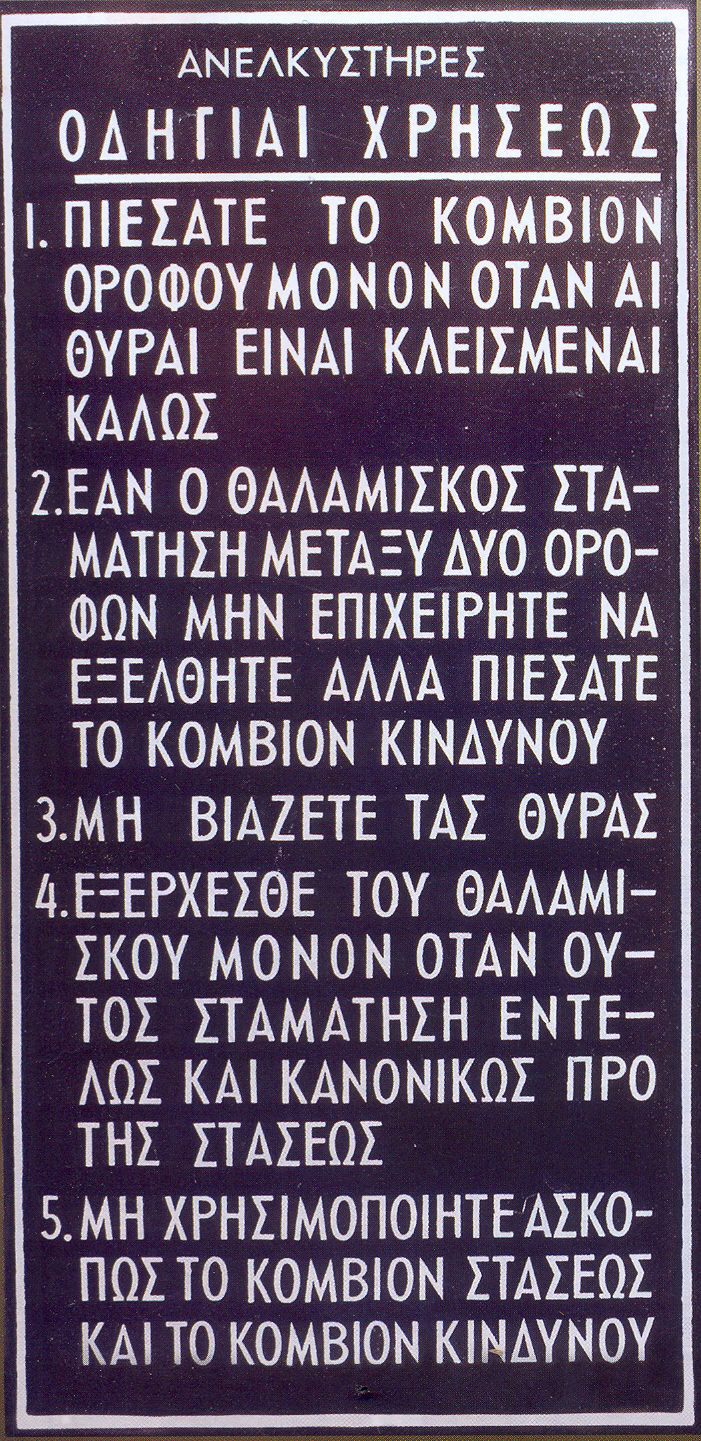 ΑΝΕΛΚΥΣΤΗΡΕΣ
ΟΔΗΓΙΑΙ ΧΡΗΣΕΩΣ
1. ΠΙΕΣΑΤΕ ΤΟ ΚΟΜΒΙΟΝ
ΟΡΟΦΟΥ ΜΟΝΟΝ ΟΤΑΝ ΑΙ
ΘΥΡΑΙ ΕΙΝΑΙ ΚΛΕΙΣΜΕΝΑΙ
ΚΑΛΩΣ
2. ΕΑΝ Ο ΘΑΛΑΜΙΣΚΟΣ ΣΤΑ–
ΜΑΤΗΣΗ ΜΕΤΑΞΥ ΔΥΟ ΟΡΟ–
ΦΩΝ ΜΗΝ ΕΠΙΧΕΙΡΗΤΕ ΝΑ
ΕΞΕΛΘΗΤΕ ΑΛΛΑ ΠΙΕΣΑΤΕ
ΤΟ ΚΟΜΒΙΟΝ ΚΙΝΔΥΝΟΥ
3. ΜΗ ΒΙΑΖΕΤΕ ΤΑΣ ΘΥΡΑΣ
4. ΕΞΕΡΧΕΣΘΕ ΤΟΥ ΘΑΛΑΜΙ–
ΣΚΟΥ ΜΟΝΟΝ ΟΤΑΝ ΟΥ–
ΤΟΣ ΣΤΑΜΑΤΗΣΗ ΕΝΤΕ–
ΛΩΣ ΚΑΙ ΚΑΝΟΝΙΚΩΣ ΠΡΟ
ΤΗΣ ΣΤΑΣΕΩΣ
5. ΜΗ ΧΡΗΣΙΜΟΠΟΙΗΤΕ ΑΣΚΟ–
ΠΩΣ ΤΟ ΚΟΜΒΙΟΝ ΣΤΑΣΕΩΣ
ΚΑΙ ΤΟ ΚΟΜΒΙΟΝ ΚΙΝΔΥΝΟΥ